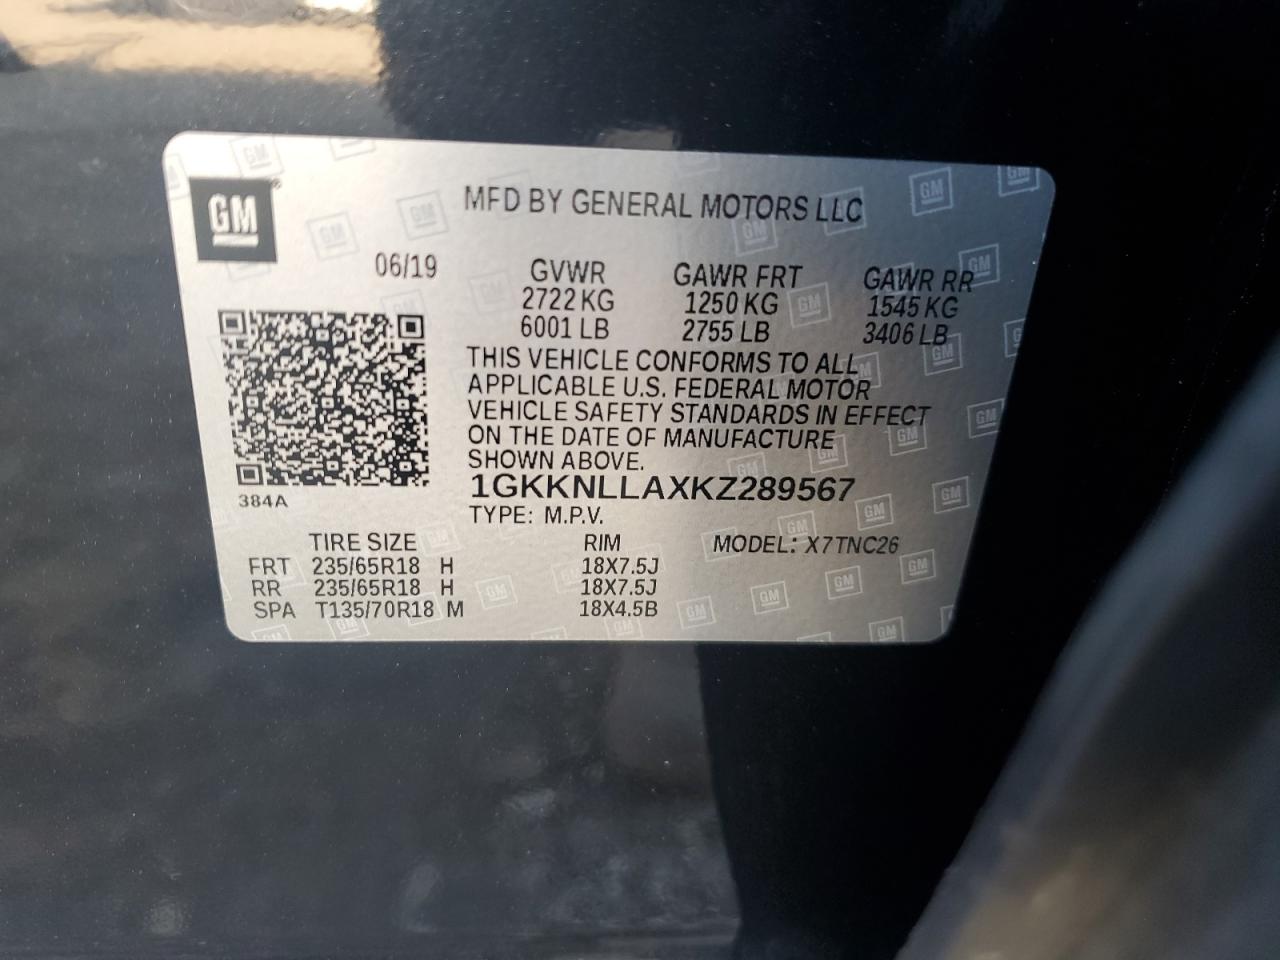 GM
MFD BY GENERAL MOTORS LLC
06/19 GVWR GAWR FRT GAWR RR
2722 KG 1250 KG 1545 KG
6001 LB 2755 LB 3406 LB
THIS VEHICLE CONFORMS TO ALL
APPLICABLE U.S. FEDERAL MOTOR
VEHICLE SAFETY STANDARDS IN EFFECT
ON THE DATE OF MANUFACTURE
SHOWN ABOVE.
384A 1GKKNLLAXKZ289567
TYPE: M.P.V.
TIRE SIZE RIM MODEL: X7TNC26
FRT 235/65R18 H 18X7.5J
RR 235/65R18 H 18X7.5J
SPA T135/70R18 M 18X4.5B